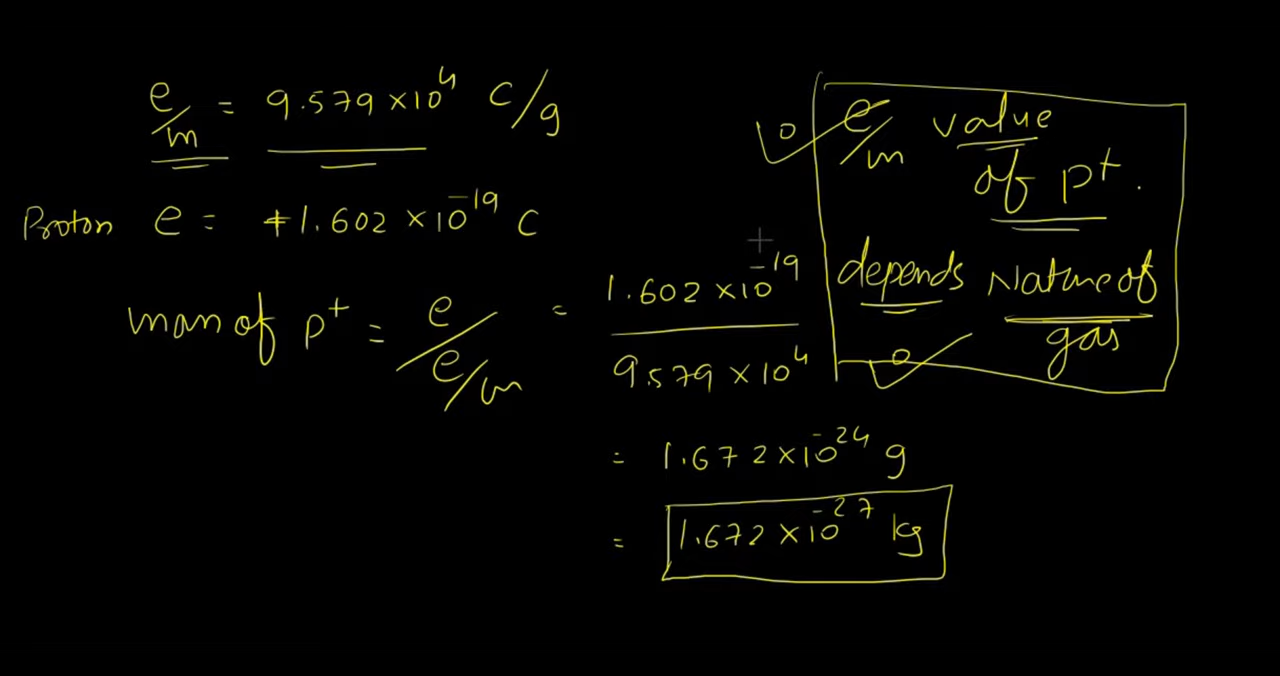 e/m = 9.579 × 10⁴ C/g
Proton e = +1.602 × 10⁻¹⁹ C
man of p⁺ = e / e/m = 1.602 × 10⁻¹⁹ / 9.579 × 10⁴
= 1.672 × 10⁻²⁴ g
= 1.672 × 10⁻²⁷ kg
e/m value
of p⁺.
depends Nature of
gas